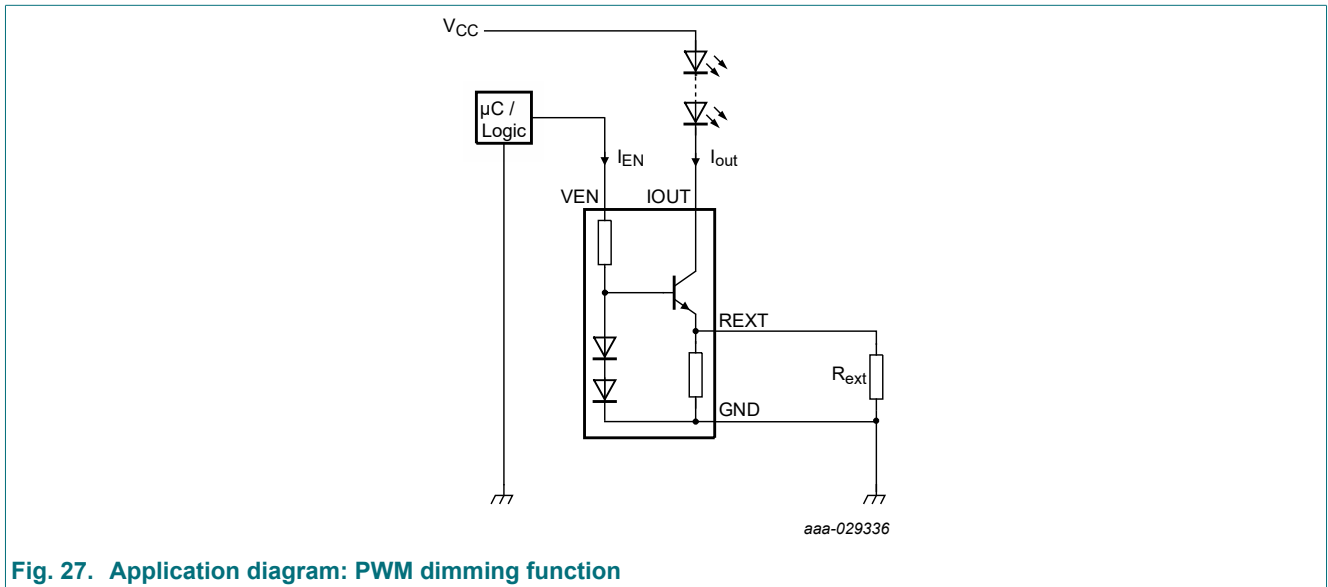 VCC
µC /
Logic
IEN
Iout
VEN
IOUT
REXT
Rext
GND
aaa-029336
Fig. 27. Application diagram: PWM dimming function